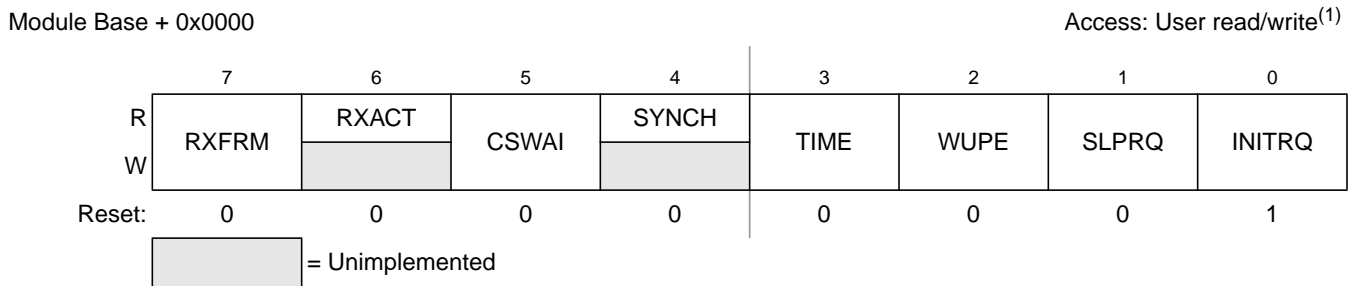 Module Base + 0x0000 Access: User read/write(1)
7 6 5 4 3 2 1 0
R RXFRM RXACT CSWAI SYNCH TIME WUPE SLPRQ INITRQ
W
Reset: 0 0 0 0 0 0 0 1
= Unimplemented